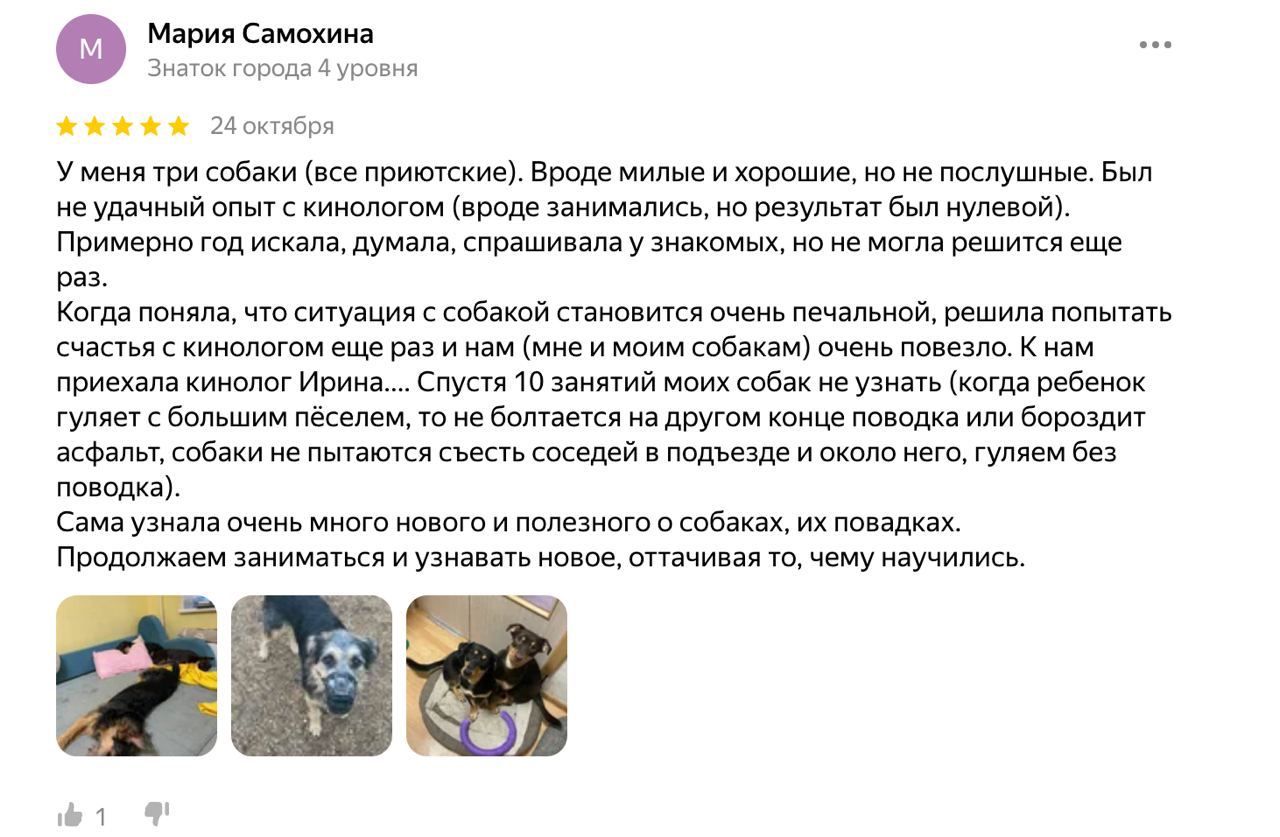 М
Мария Самохина
Знаток города 4 уровня
24 октября
У меня три собаки (все приютские). Вроде милые и хорошие, но не послушные. Был
не удачный опыт с кинологом (вроде занимались, но результат был нулевой).
Примерно год искала, думала, спрашивала у знакомых, но не могла решится еще
раз.
Когда поняла, что ситуация с собакой становится очень печальной, решила попытать
счастья с кинологом еще раз и нам (мне и моим собакам) очень повезло. К нам
приехала кинолог Ирина.... Спустя 10 занятий моих собак не узнать (когда ребенок
гуляет с большим пёселем, то не болтается на другом конце поводка или бороздит
асфальт, собаки не пытаются съесть соседей в подъезде и около него, гуляем без
поводка).
Сама узнала очень много нового и полезного о собаках, их повадках.
Продолжаем заниматься и узнавать новое, оттачивая то, чему научились.
1